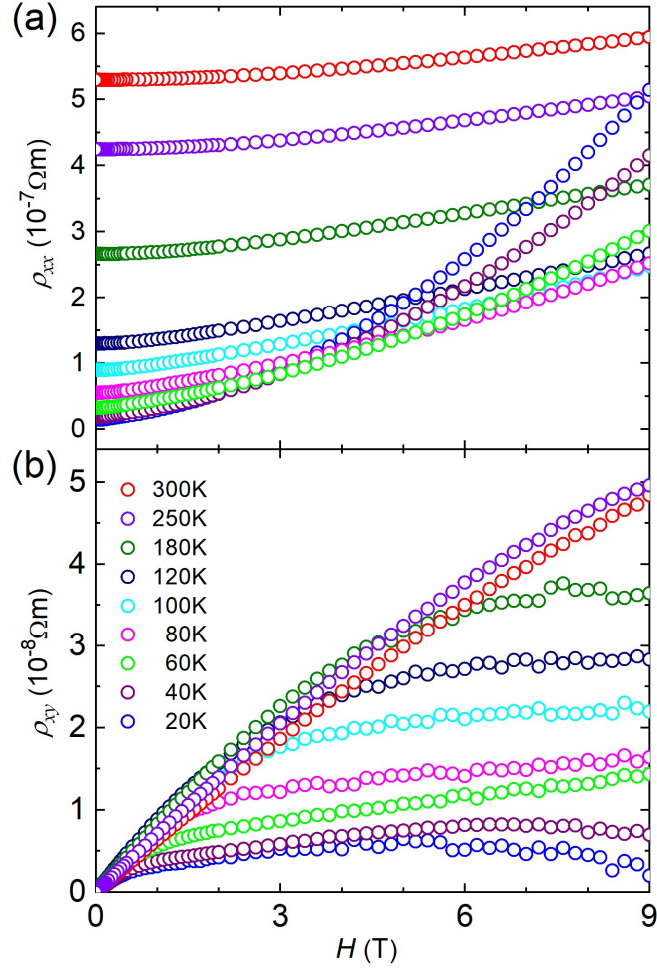 (a)
6
5
4
3
2
1
0
ρxx (10-7Ωm)
(b)
5
4
3
2
1
0
ρxy (10-8Ωm)
300K
250K
180K
120K
100K
80K
60K
40K
20K
0 3 6 9
H (T)